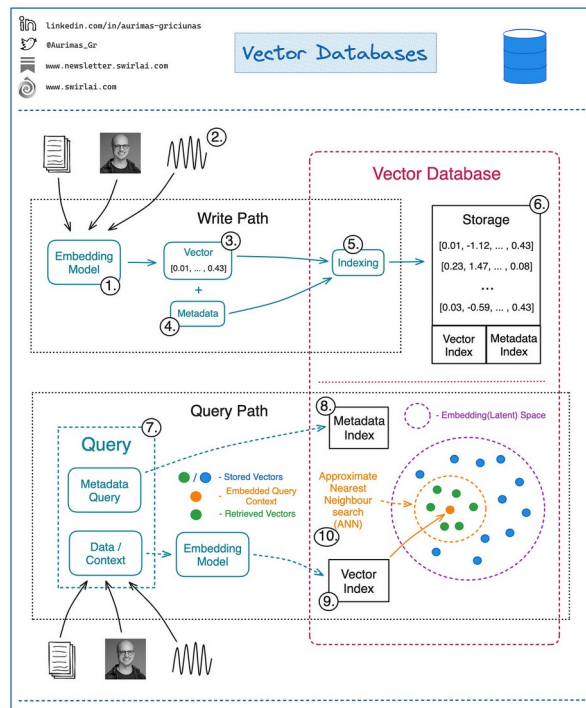 linkedin.com/in/aurimas-griciunas
@Aurimas_Gr
www.newsletter.swirlai.com
www.swirlai.com
Vector Databases
2.
Vector Database
Write Path
Embedding
Model
1.
3.
Vector
[0.01, ... , 0.43]
+
4.
Metadata
5.
Indexing
6.
Storage
[0.01, -1.12, ... , 0.43]
[0.23, 1.47, ... , 0.08]
...
[0.03, -0.59, ... , 0.43]
Vector
Index
Metadata
Index
Query Path
7.
Query
Metadata
Query
Data /
Context
Embedding
Model
/ - Stored Vectors
- Embedded Query
Context
- Retrieved Vectors
8.
Metadata
Index
- Embedding(Latent) Space
Approximate
Nearest
Neighbour
search (ANN)
10.
Vector
Index
9.